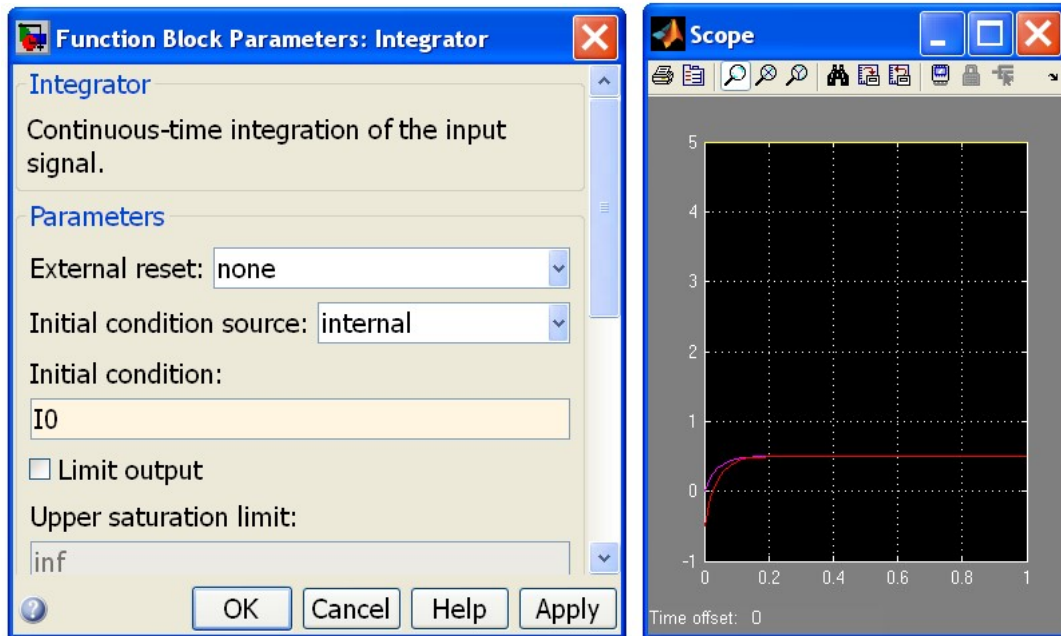 Function Block Parameters: Integrator
Integrator
Continuous-time integration of the input
signal.
Parameters
External reset: none
Initial condition source: internal
Initial condition:
I0
Limit output
Upper saturation limit:
inf
OK Cancel Help Apply
Scope
5
4
3
2
1
0
-1
0 0.2 0.4 0.6 0.8 1
Time offset: 0